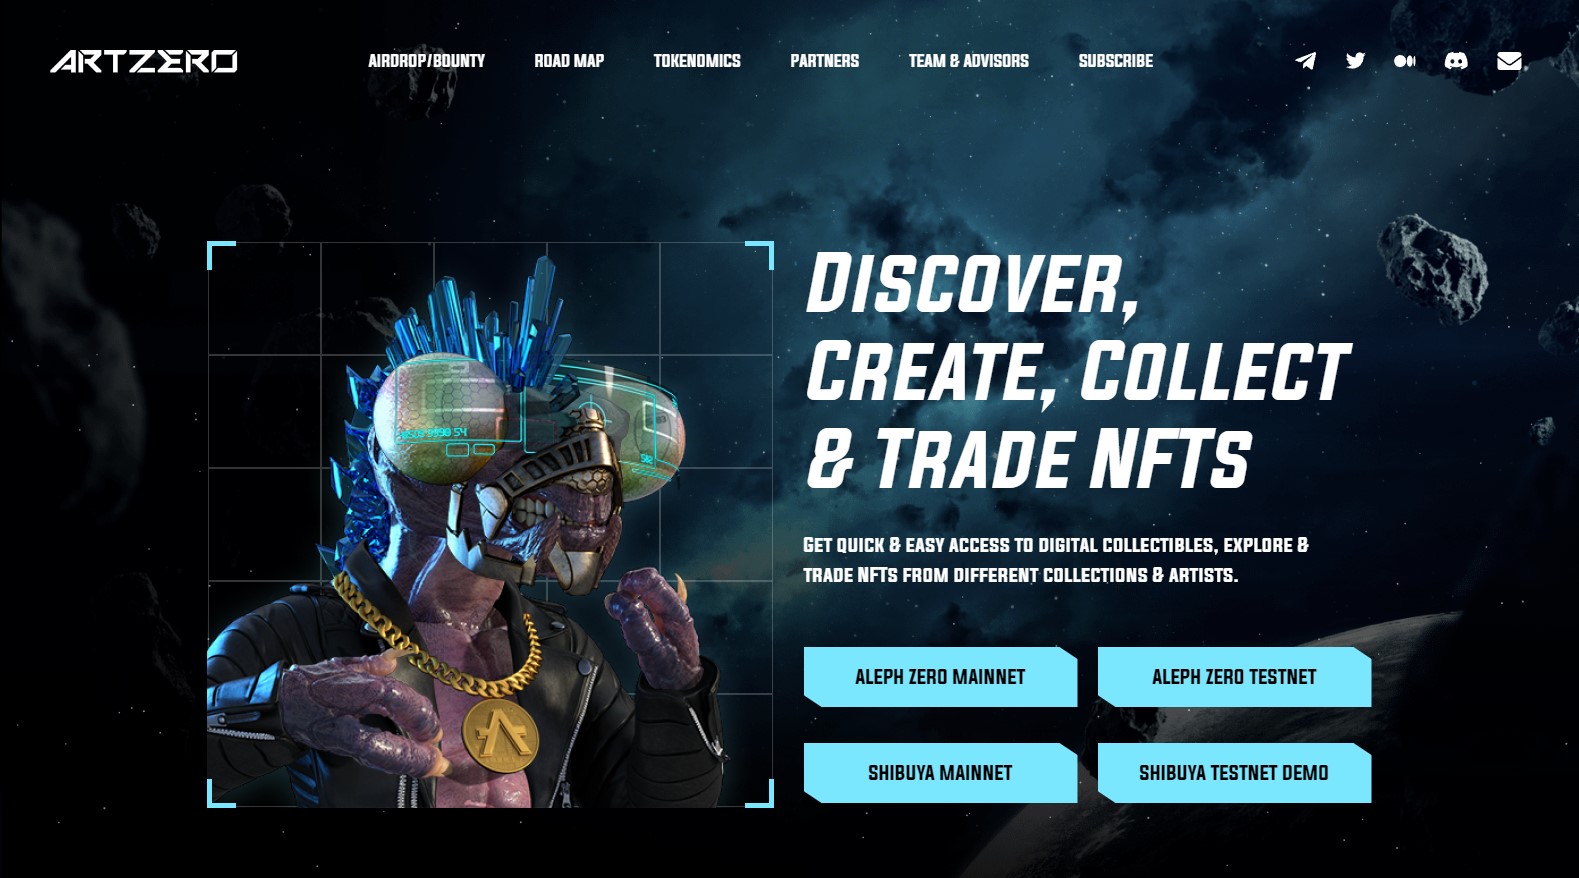 ARTZERO
AIRDROP/BOUNTY
ROAD MAP
TOKENOMICS
PARTNERS
TEAM & ADVISORS
SUBSCRIBE
DISCOVER,
CREATE, COLLECT
& TRADE NFTS
GET QUICK & EASY ACCESS TO DIGITAL COLLECTIBLES, EXPLORE &
TRADE NFTS FROM DIFFERENT COLLECTIONS & ARTISTS.
ALEPH ZERO MAINNET
ALEPH ZERO TESTNET
SHIBUYA MAINNET
SHIBUYA TESTNET DEMO